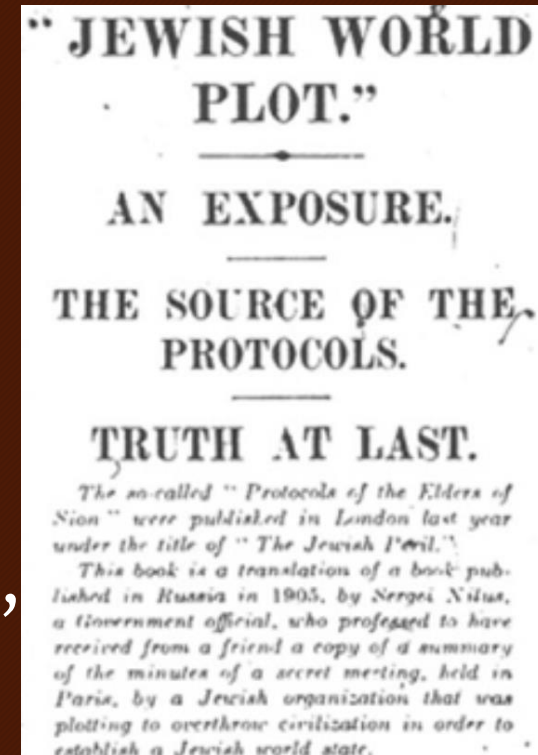 "JEWISH WORLD
PLOT."
AN EXPOSURE.
THE SOURCE OF THE
PROTOCOLS.
TRUTH AT LAST.
The so-called "Protocols of the Elders of
Sion" were published in London last year
under the title of "The Jewish Peril."
This book is a translation of a book pub-
lished in Russia in 1905, by Sergei Nilus,
a Government official, who professed to have
received from a friend a copy of a summary
of the minutes of a secret meeting, held in
Paris, by a Jewish organization that was
plotting to overthrow civilization in order to
establish a Jewish world state.
,